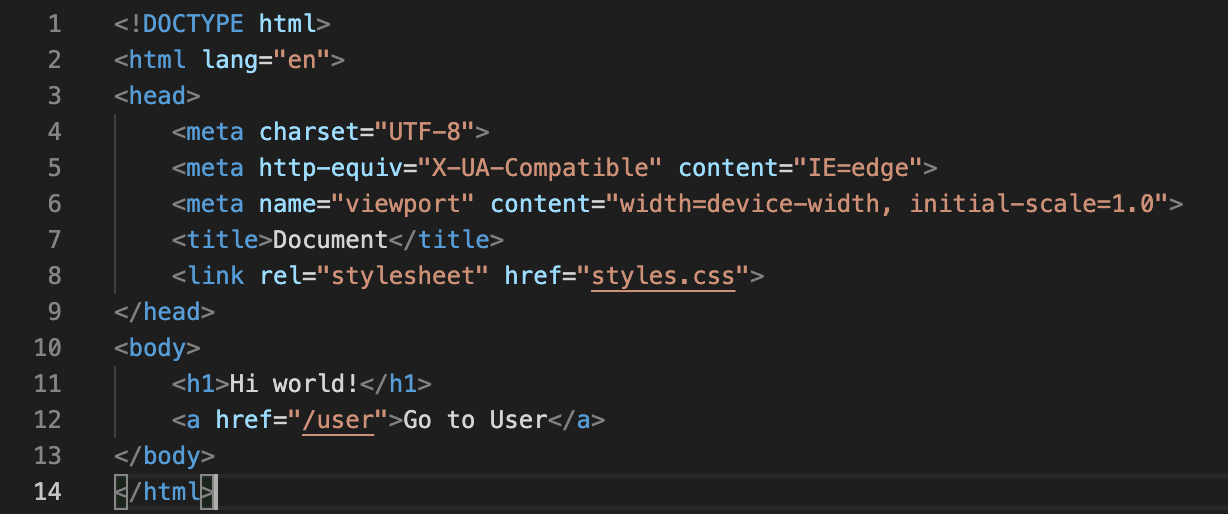 1 <!DOCTYPE html>
2 <html lang="en">
3 <head>
4     <meta charset="UTF-8">
5     <meta http-equiv="X-UA-Compatible" content="IE=edge">
6     <meta name="viewport" content="width=device-width, initial-scale=1.0">
7     <title>Document</title>
8     <link rel="stylesheet" href="styles.css">
9 </head>
10 <body>
11     <h1>Hi world!</h1>
12     <a href="/user">Go to User</a>
13 </body>
14 </html>